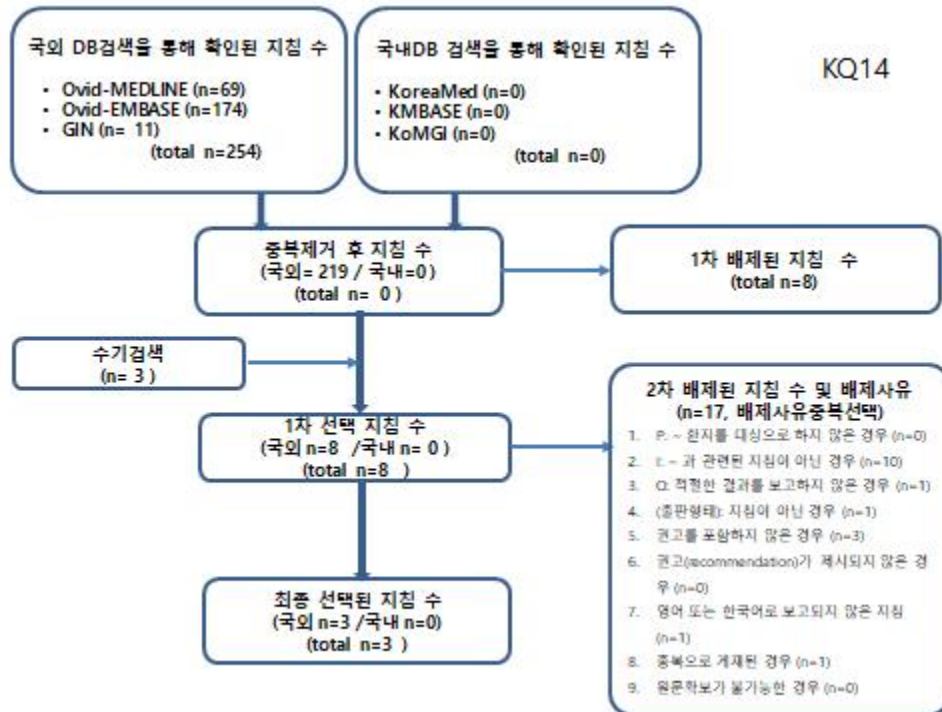 국외 DB검색을 통해 확인된 지침 수
• Ovid-MEDLINE (n=69)
• Ovid-EMBASE (n=174)
• GIN (n= 11)
(total n=254)
국내DB 검색을 통해 확인된 지침 수
• KoreaMed (n=0)
• KMBASE (n=0)
• KoMGI (n=0)
(total n=0)
KQ14
중복제거 후 지침 수
(국외= 219 / 국내=0)
(total n= 0 )
1차 배제된 지침 수
(total n=8)
수기검색
(n= 3 )
1차 선택 지침 수
(국외 n=8 /국내 n= 0 )
(total n=8 )
2차 배제된 지침 수 및 배제사유
(n=17, 배제사유중복선택)
1. P: ~ 환자를 대상으로 하지 않은 경우 (n=0)
2. I: ~ 과 관련된 지침이 아닌 경우 (n=10)
3. O: 적절한 결과를 보고하지 않은 경우 (n=1)
4. (출판형태): 지침이 아닌 경우 (n=1)
5. 권고를 포함하지 않은 경우 (n=3)
6. 권고(recommendation)가 제시되지 않은 경
우 (n=0)
7. 영어 또는 한국어로 보고되지 않은 지침
(n=1)
8. 중복으로 게재된 경우 (n=1)
9. 원문확보가 불가능한 경우 (n=0)
최종 선택된 지침 수
(국외 n=3 /국내 n=0)
(total n=3 )